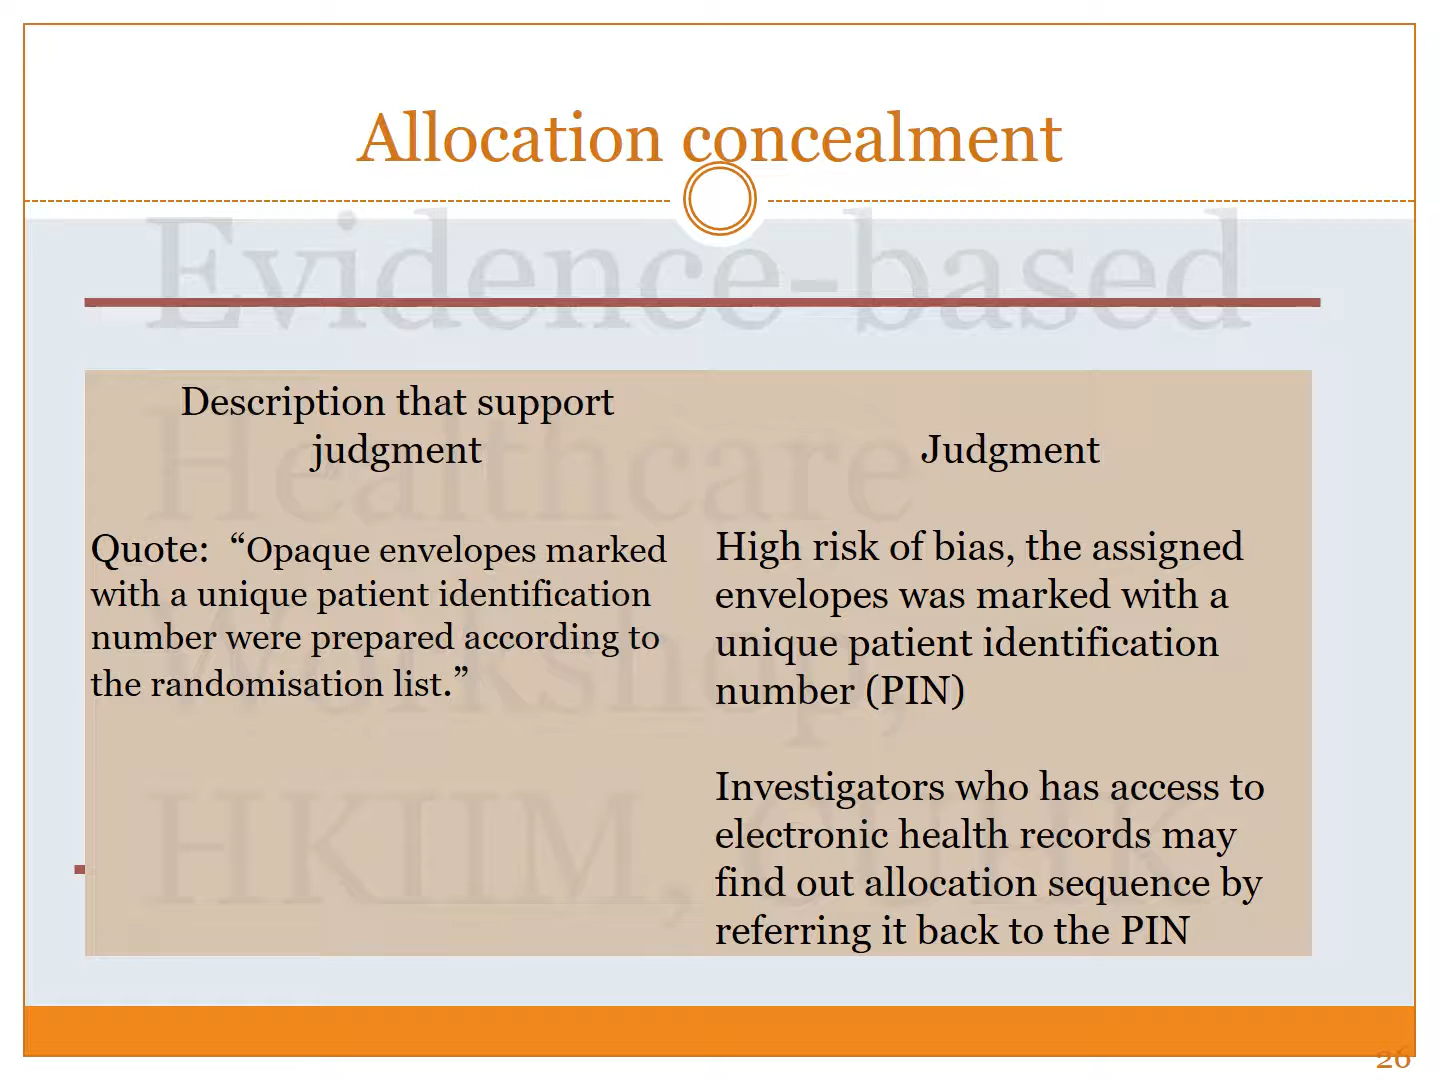 Allocation concealment
Evidence-based
Healthcare
Workshop,
HKIIM, CUHK
Description that support
judgment
Judgment
Quote: “Opaque envelopes marked
with a unique patient identification
number were prepared according to
the randomisation list.”
High risk of bias, the assigned
envelopes was marked with a
unique patient identification
number (PIN)
Investigators who has access to
electronic health records may
find out allocation sequence by
referring it back to the PIN
26